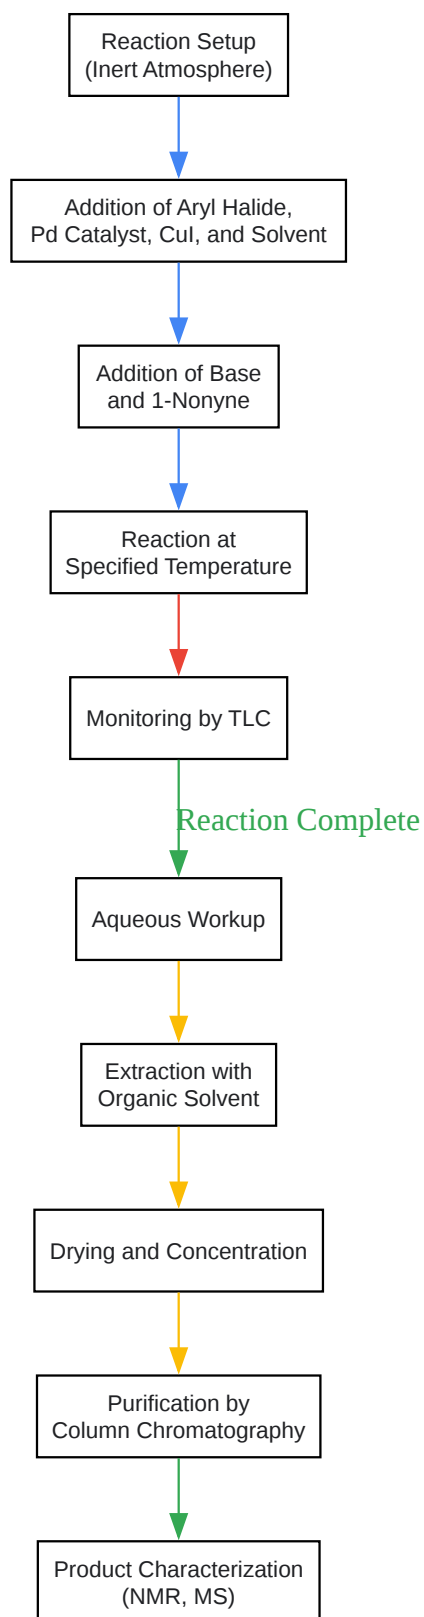 Reaction Setup
(Inert Atmosphere)
Addition of Aryl Halide,
Pd Catalyst, CuI, and Solvent
Addition of Base
and 1-Nonyne
Reaction at
Specified Temperature
Monitoring by TLC
Reaction Complete
Aqueous Workup
Extraction with
Organic Solvent
Drying and Concentration
Purification by
Column Chromatography
Product Characterization
(NMR, MS)